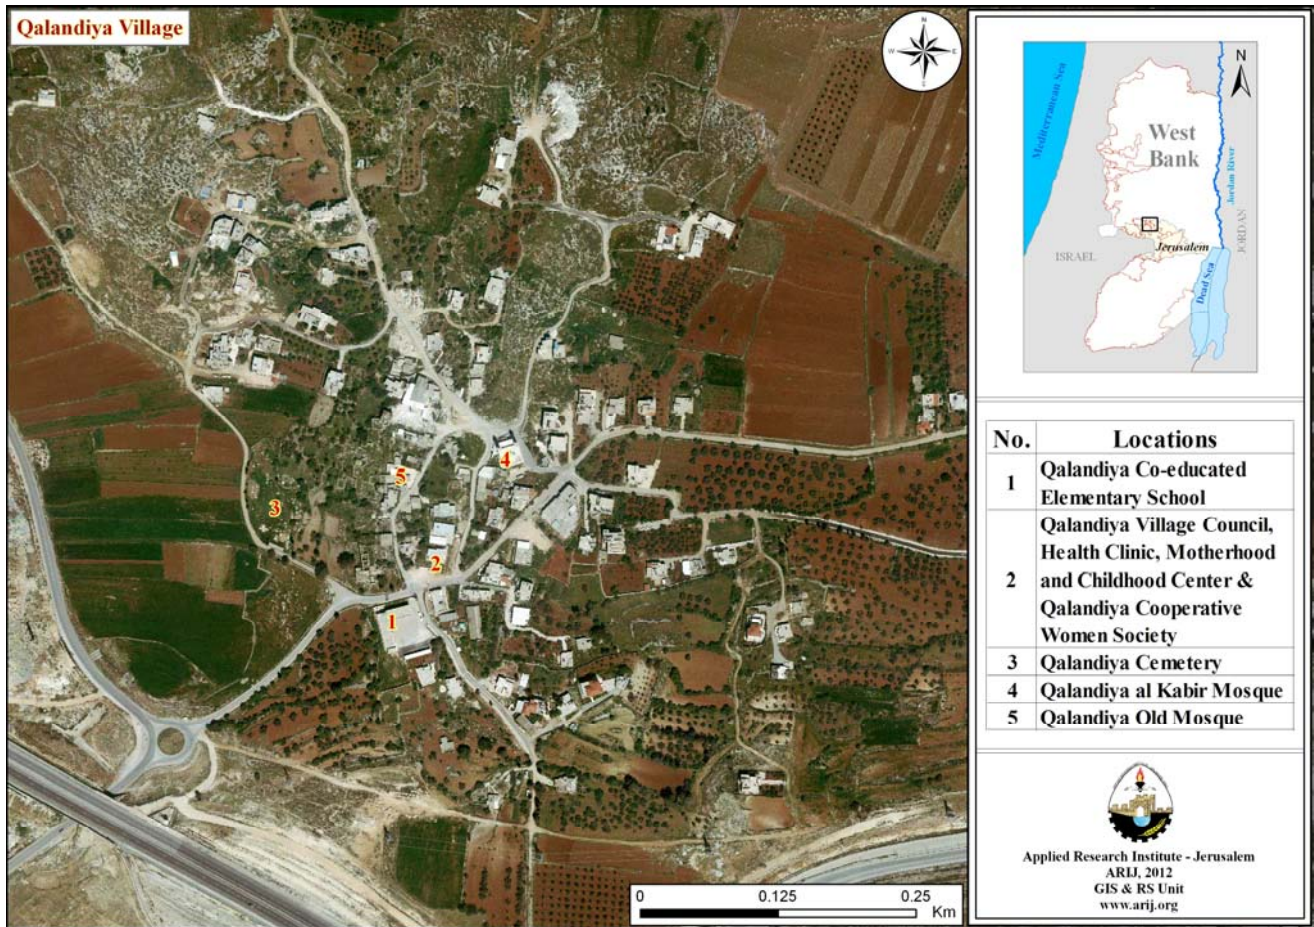 Qalandiya Village
N
W
E
S
4
5
3
2
1
0
0.125
0.25
Km
N
Mediterranean Sea
West
Bank
Jordan River
Jerusalem
ISRAEL
JORDAN
Dead Sea
No. Locations
1 Qalandiya Co-educated
Elementary School
Qalandiya Village Council,
Health Clinic, Motherhood
2 and Childhood Center &
Qalandiya Cooperative
Women Society
3 Qalandiya Cemetery
4 Qalandiya al Kabir Mosque
5 Qalandiya Old Mosque
Applied Research Institute - Jerusalem
ARIJ, 2012
GIS & RS Unit
www.arij.org